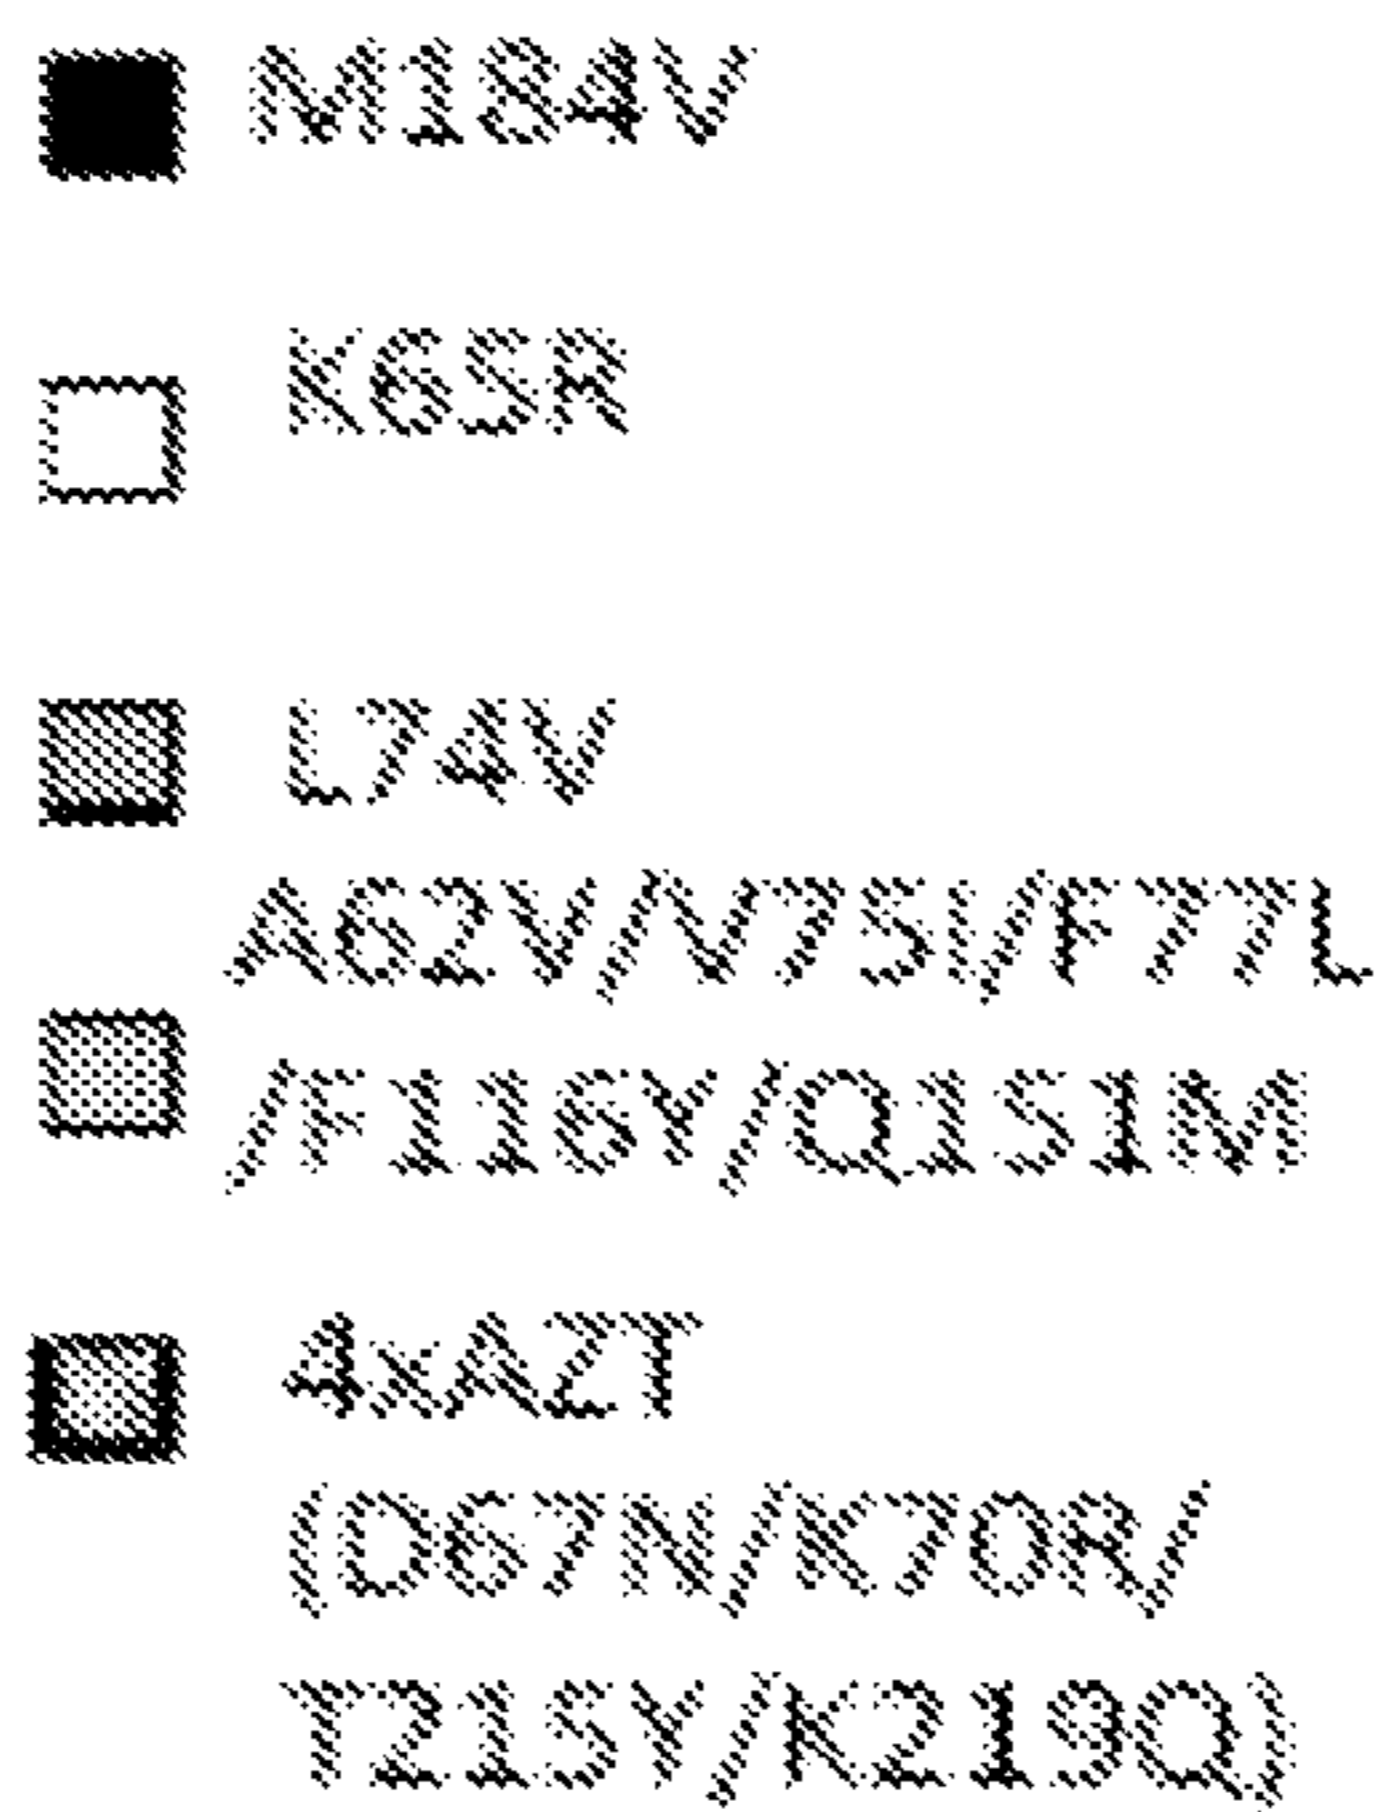 M184V
K65R
L74V
A62V/V75I/F77L
/F116Y/Q151M
4xAZT
(D67N/K70R/
T215Y/K219Q)